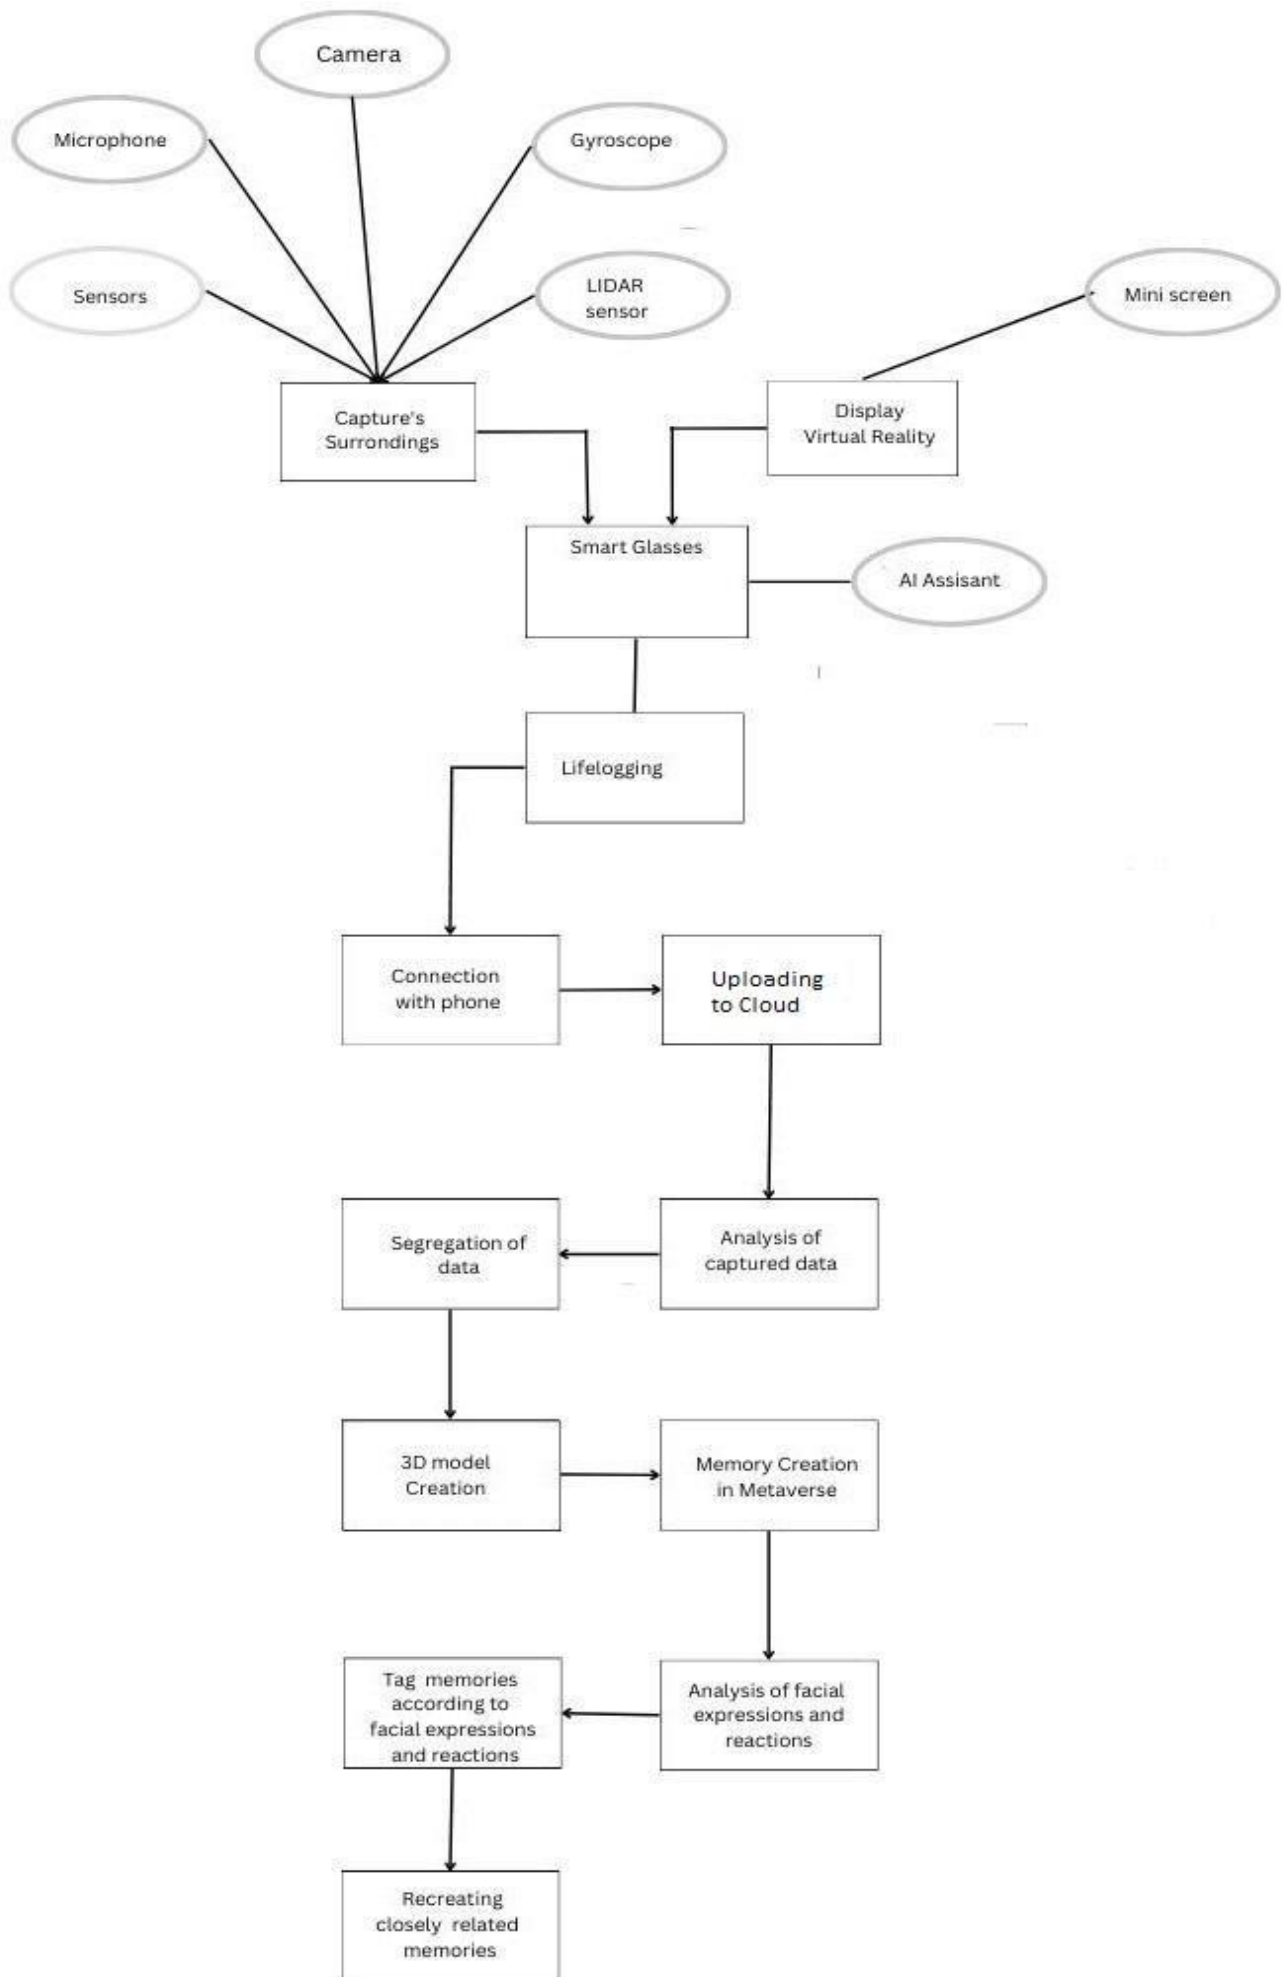 Camera
Microphone
Gyroscope
Sensors
LIDAR
sensor
Mini screen
Capture's
Surrondings
Display
Virtual Reality
Smart Glasses
AI Assisant
Lifelogging
Connection
with phone
Uploading
to Cloud
Segregation of
data
Analysis of
captured data
3D model
Creation
Memory Creation
in Metaverse
Tag memories
according to
facial expressions
and reactions
Analysis of facial
expressions and
reactions
Recreating
closely related
memories